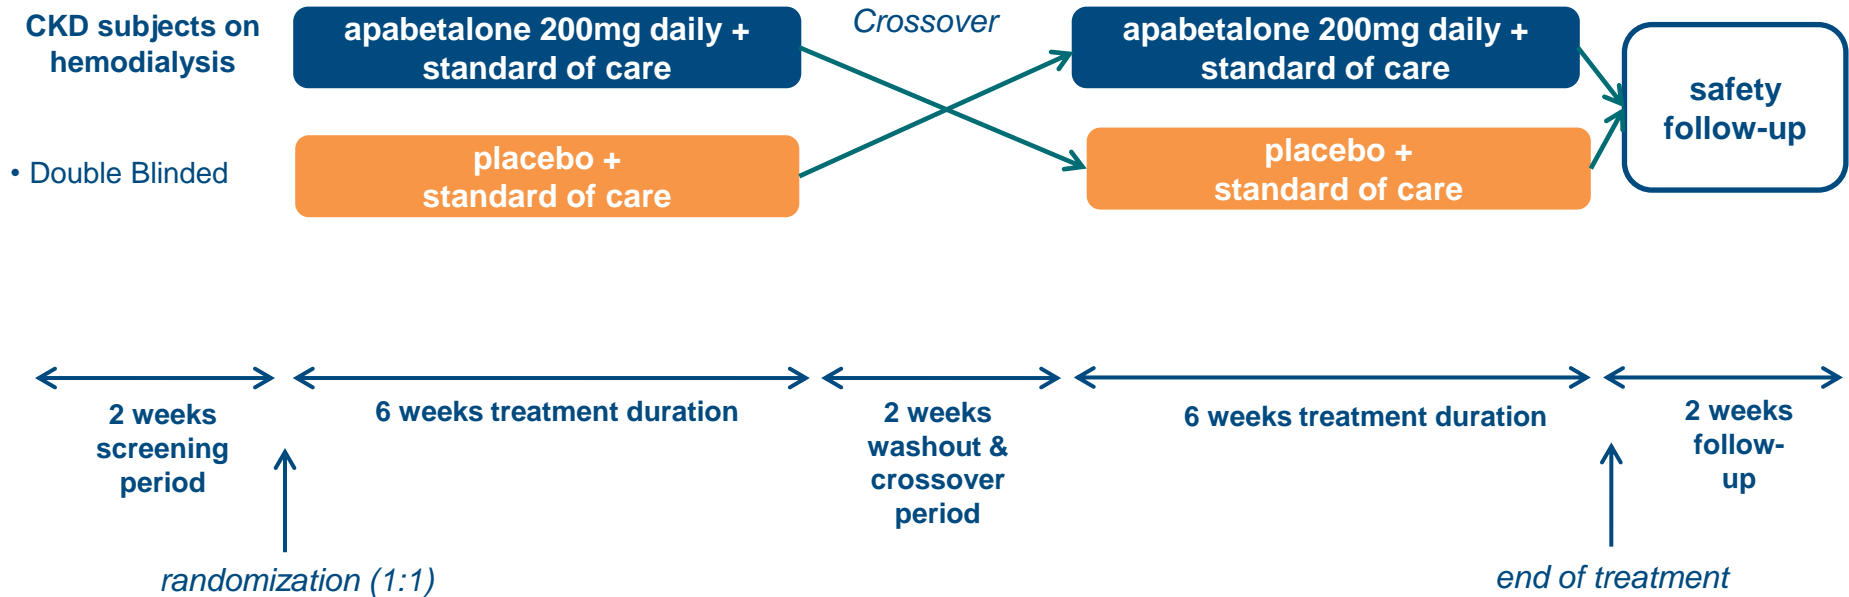 CKD subjects on
hemodialysis
• Double Blinded
apabetalone 200mg daily +
standard of care
placebo +
standard of care
Crossover
apabetalone 200mg daily +
standard of care
placebo +
standard of care
safety
follow-up
2 weeks
screening
period
6 weeks treatment duration
2 weeks
washout &
crossover
period
6 weeks treatment duration
2 weeks
follow-
up
randomization (1:1)
end of treatment